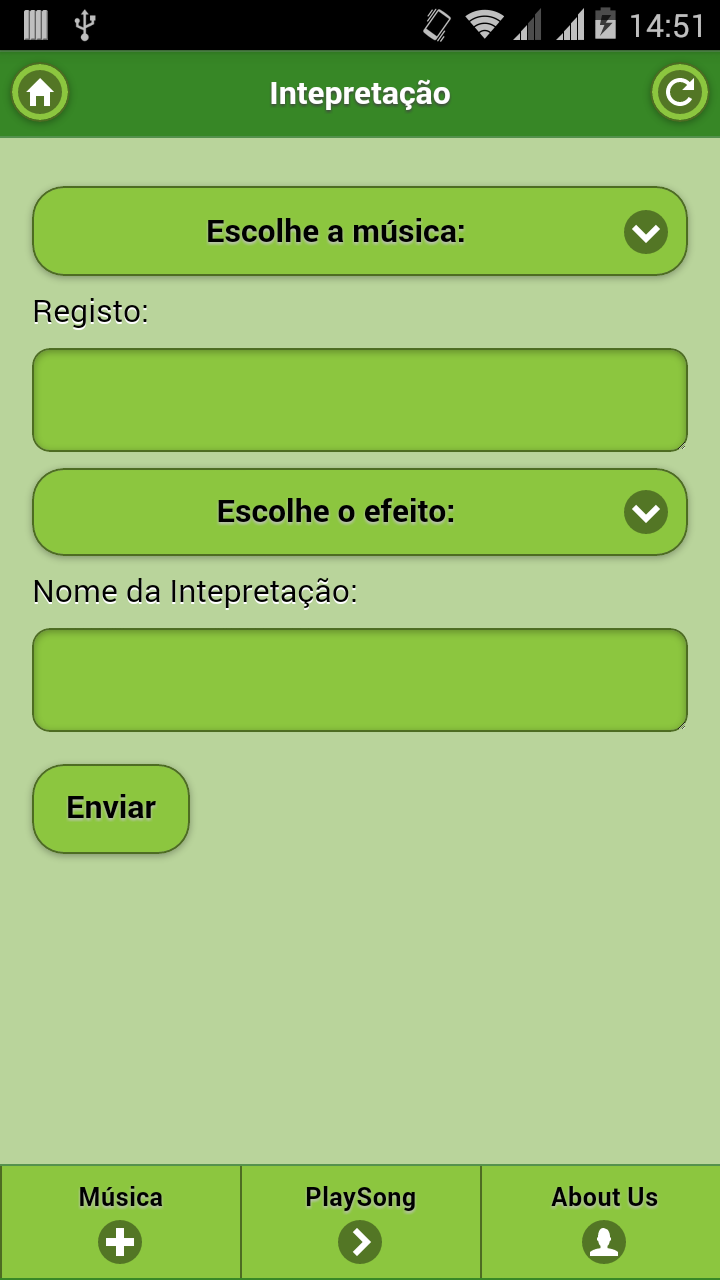 14:51
Intepretação
Escolhe a música:
Registo:
Escolhe o efeito:
Nome da Intepretação:
Enviar
Música
PlaySong
About Us